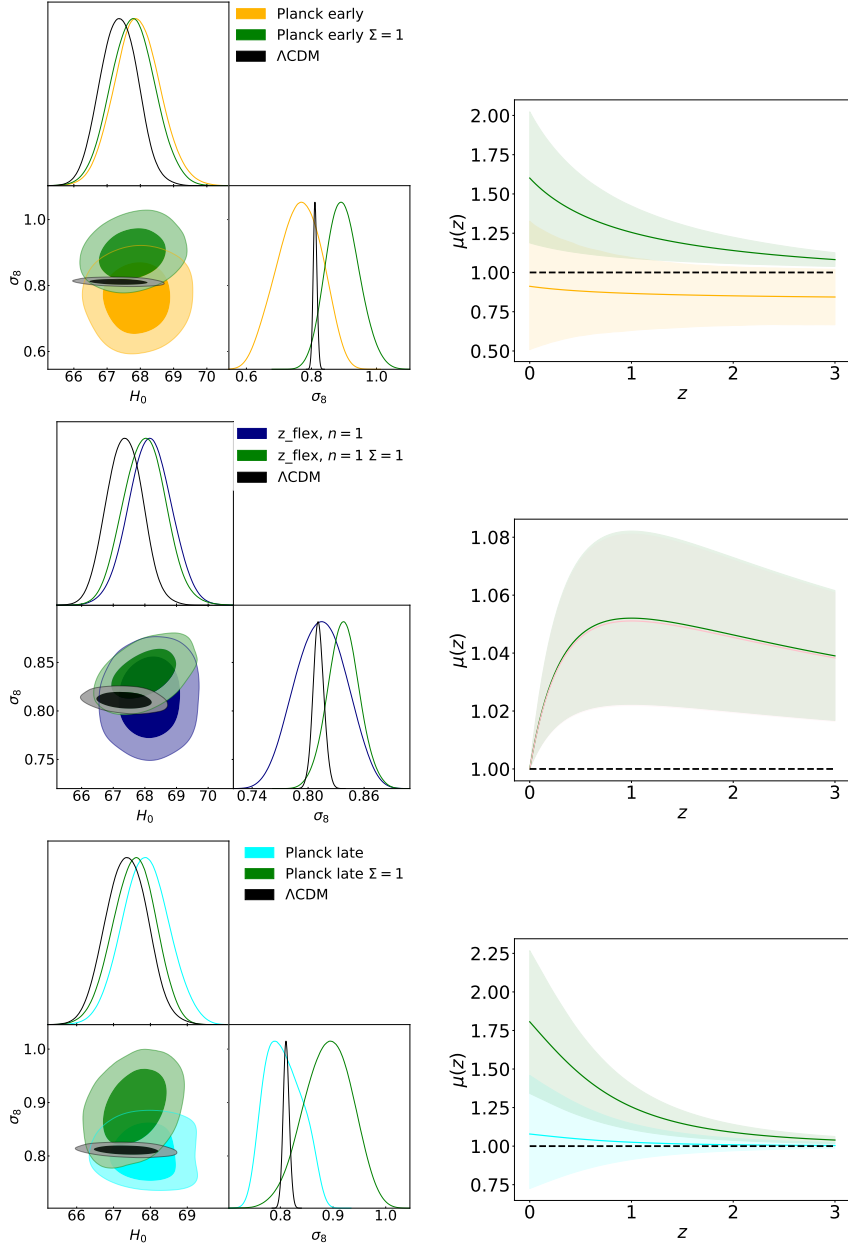 Planck early
Planck early Σ = 1
ΛCDM
1.0
0.8
0.6
σ8
66 67 68 69 70
H0
0.6 0.8 1.0
σ8
2.00
1.75
1.50
1.25
1.00
0.75
0.50
μ(z)
0 1 2 3
z
z_flex, n = 1
z_flex, n = 1 Σ = 1
ΛCDM
0.85
0.80
0.75
σ8
66 67 68 69 70
H0
0.74 0.80 0.86
σ8
1.08
1.06
1.04
1.02
1.00
μ(z)
0 1 2 3
z
Planck late
Planck late Σ = 1
ΛCDM
1.0
0.9
0.8
σ8
66 67 68 69
H0
0.8 0.9 1.0
σ8
2.25
2.00
1.75
1.50
1.25
1.00
0.75
μ(z)
0 1 2 3
z